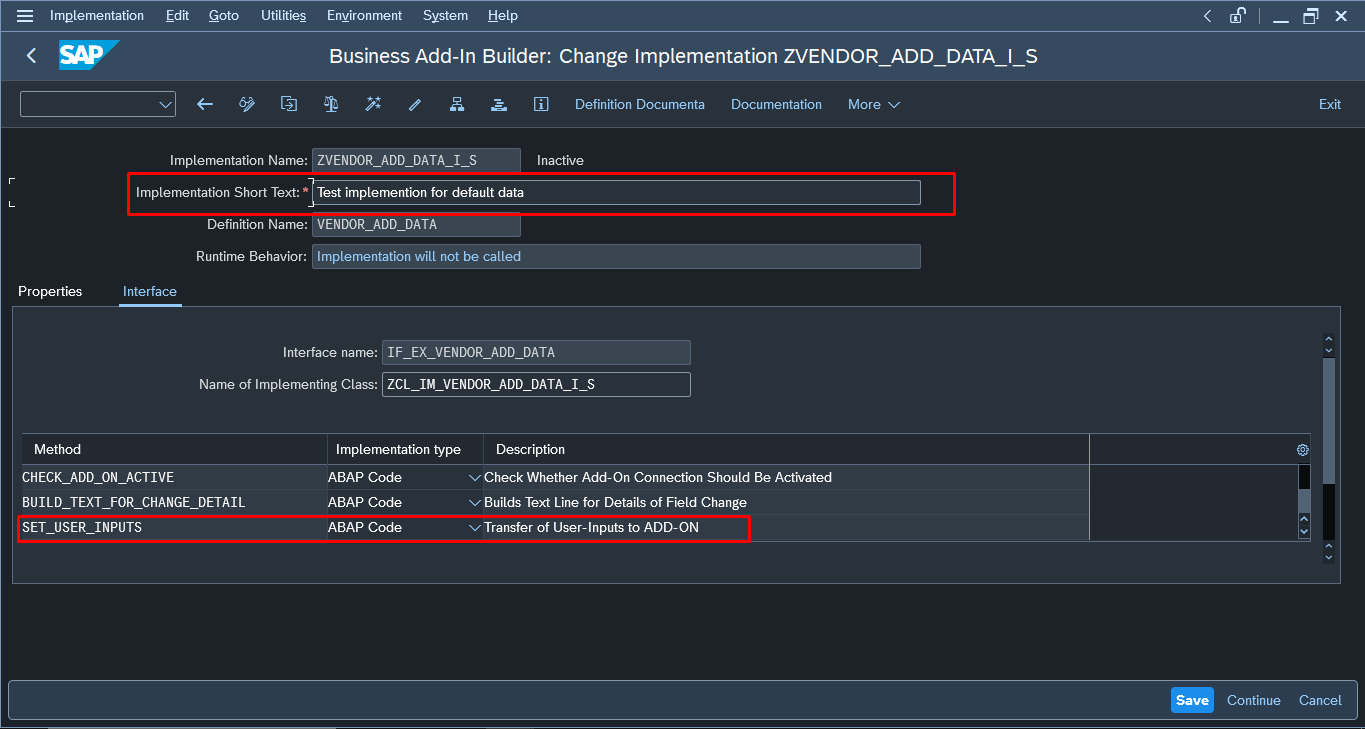 Implementation Edit Goto Utilities Environment System Help
SAP Business Add-In Builder: Change Implementation ZVENDOR_ADD_DATA_I_S
Definition Documenta Documentation More Exit
Implementation Name: ZVENDOR_ADD_DATA_I_S Inactive
Implementation Short Text: * Test implemention for default data
Definition Name: VENDOR_ADD_DATA
Runtime Behavior: Implementation will not be called
Properties Interface
Interface name: IF_EX_VENDOR_ADD_DATA
Name of Implementing Class: ZCL_IM_VENDOR_ADD_DATA_I_S
Method Implementation type Description
CHECK_ADD_ON_ACTIVE ABAP Code Check Whether Add-On Connection Should Be Activated
BUILD_TEXT_FOR_CHANGE_DETAIL ABAP Code Builds Text Line for Details of Field Change
SET_USER_INPUTS ABAP Code Transfer of User-Inputs to ADD-ON
Save Continue Cancel